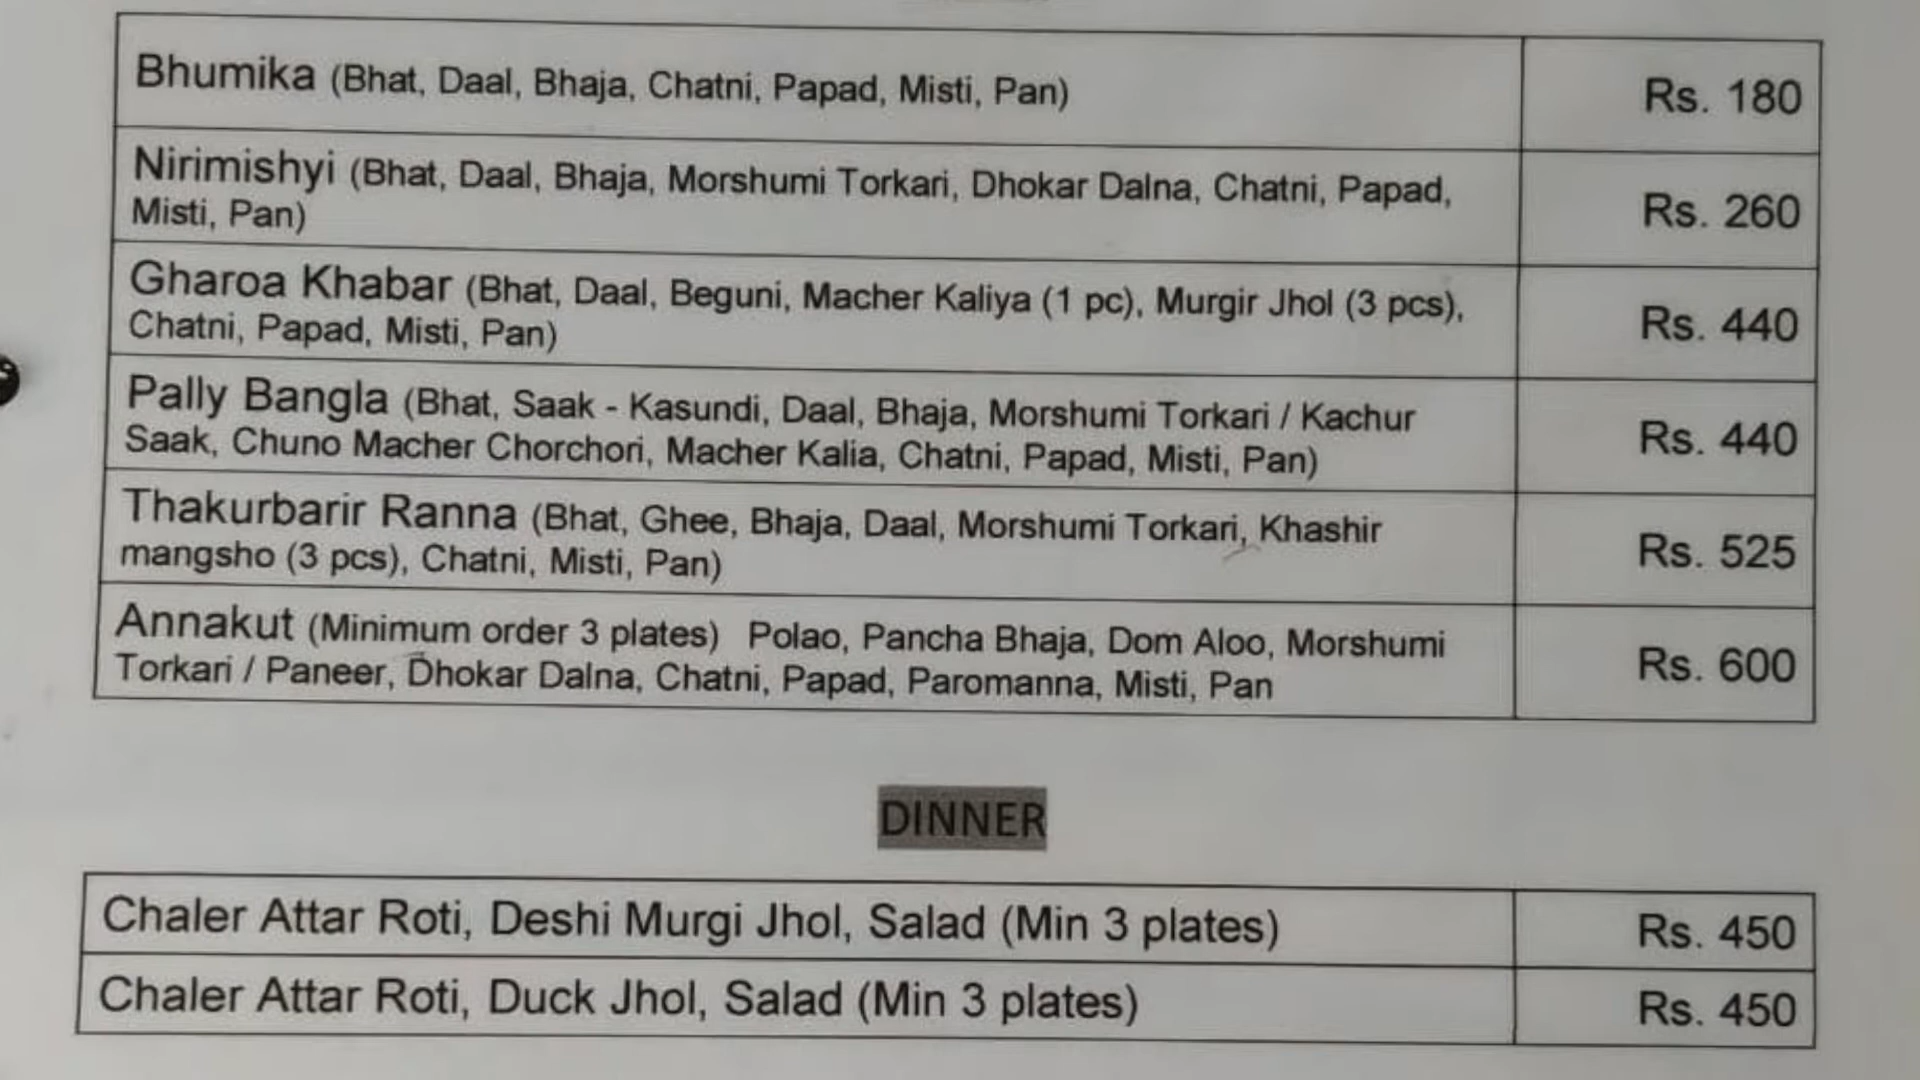 Bhumika (Bhat, Daal, Bhaja, Chatni, Papad, Misti, Pan) Rs. 180
Nirimishyi (Bhat, Daal, Bhaja, Morshumi Torkari, Dhokar Dalna, Chatni, Papad,
Misti, Pan) Rs. 260
Gharoa Khabar (Bhat, Daal, Beguni, Macher Kaliya (1 pc), Murgir Jhol (3 pcs),
Chatni, Papad, Misti, Pan) Rs. 440
Pally Bangla (Bhat, Saak - Kasundi, Daal, Bhaja, Morshumi Torkari / Kachur
Saak, Chuno Macher Chorchori, Macher Kalia, Chatni, Papad, Misti, Pan) Rs. 440
Thakurbarir Ranna (Bhat, Ghee, Bhaja, Daal, Morshumi Torkari, Khashir
mangsho (3 pcs), Chatni, Misti, Pan) Rs. 525
Annakut (Minimum order 3 plates) Polao, Pancha Bhaja, Dom Aloo, Morshumi
Torkari / Paneer, Dhokar Dalna, Chatni, Papad, Paromanna, Misti, Pan Rs. 600
DINNER
Chaler Attar Roti, Deshi Murgi Jhol, Salad (Min 3 plates) Rs. 450
Chaler Attar Roti, Duck Jhol, Salad (Min 3 plates) Rs. 450